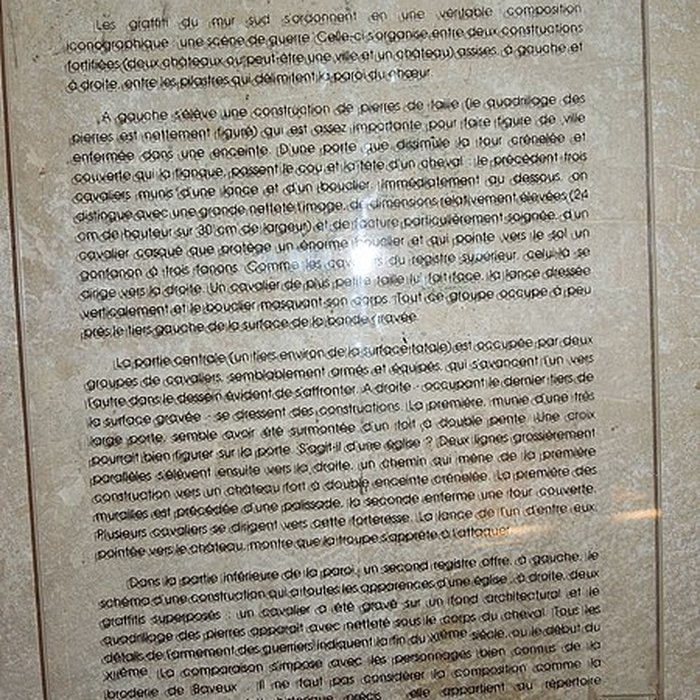 Les graffiti du mur sud s'ordonnent en une véritable composition
iconographique : une scène de guerre. Celle-ci s'organise entre deux constructions
fortifiées (deux châteaux ou peut-être une ville et un château) assises, à gauche et
à droite, entre les pilastres qui délimitent la paroi du chœur.
A gauche s'élève une construction de pierres de taille (le quadrillage des
pierres est nettement figuré) qui est assez importante pour faire figure de ville
enfermée dans une enceinte. D'une porte que dissimule la tour crénelée et
couverte qui la flanque, passent le cou et la tête d'un cheval : le précédent trois
cavaliers munis d'une lance et d'un bouclier. Immédiatement au dessous, on
distingue avec une grande netteté l'image, de dimensions relativement élevées (24
cm de hauteur sur 30 cm de largeur) et de facture particulièrement soignée, d'un
cavalier casqué que protège un énorme bouclier et qui pointe vers le sol un
gonfanon à trois fanons. Comme les cavaliers du registre supérieur, celui-là se
dirige vers la droite. Un cavalier de plus petite taille lui fait face, la lance dressée
verticalement et le bouclier masquant son corps. Tout ce groupe occupe à peu
près le tiers gauche de la surface de la bande gravée.
La partie centrale (un tiers environ de la surface totale) est occupée par deux
groupes de cavaliers, semblablement armés et équipés, qui s'avancent l'un vers
l'autre dans le dessein évident de s'affronter. A droite - occupant le dernier tiers de
la surface gravée - se dressent des constructions. La première, munie d'une très
large porte, semble avoir été surmontée d'un toit à double pente. Une croix
pourrait bien figurer sur la porte. S'agit-il d'une église ? Deux lignes grossièrement
parallèles s'élèvent ensuite vers la droite, un chemin qui mène de la première
construction vers un château fort à double enceinte crénelée. La première des
murailles est précédée d'une palissade, la seconde enferme une tour couverte.
Plusieurs cavaliers se dirigent vers cette forteresse. La lance de l'un d'entre eux,
pointée vers le château, montre que la troupe s'apprête à l'attaquer.
Dans la partie inférieure de la paroi, un second registre offre, à gauche, le
schéma d'une construction qui a toutes les apparences d'une église, à droite, deux
graffitis superposés : un cavalier a été gravé sur un fond architectural et le
quadrillage des pierres apparait avec netteté sous le corps du cheval. Tous les
détails de l'armement des guerriers indiquent la fin du XIème siècle, ou le début du
XIIème. La comparaison s'impose avec les personnages bien connus de la
broderie de Bayeux. Il ne faut pas considérer la composition comme la
précis : elle appartient au répertoire